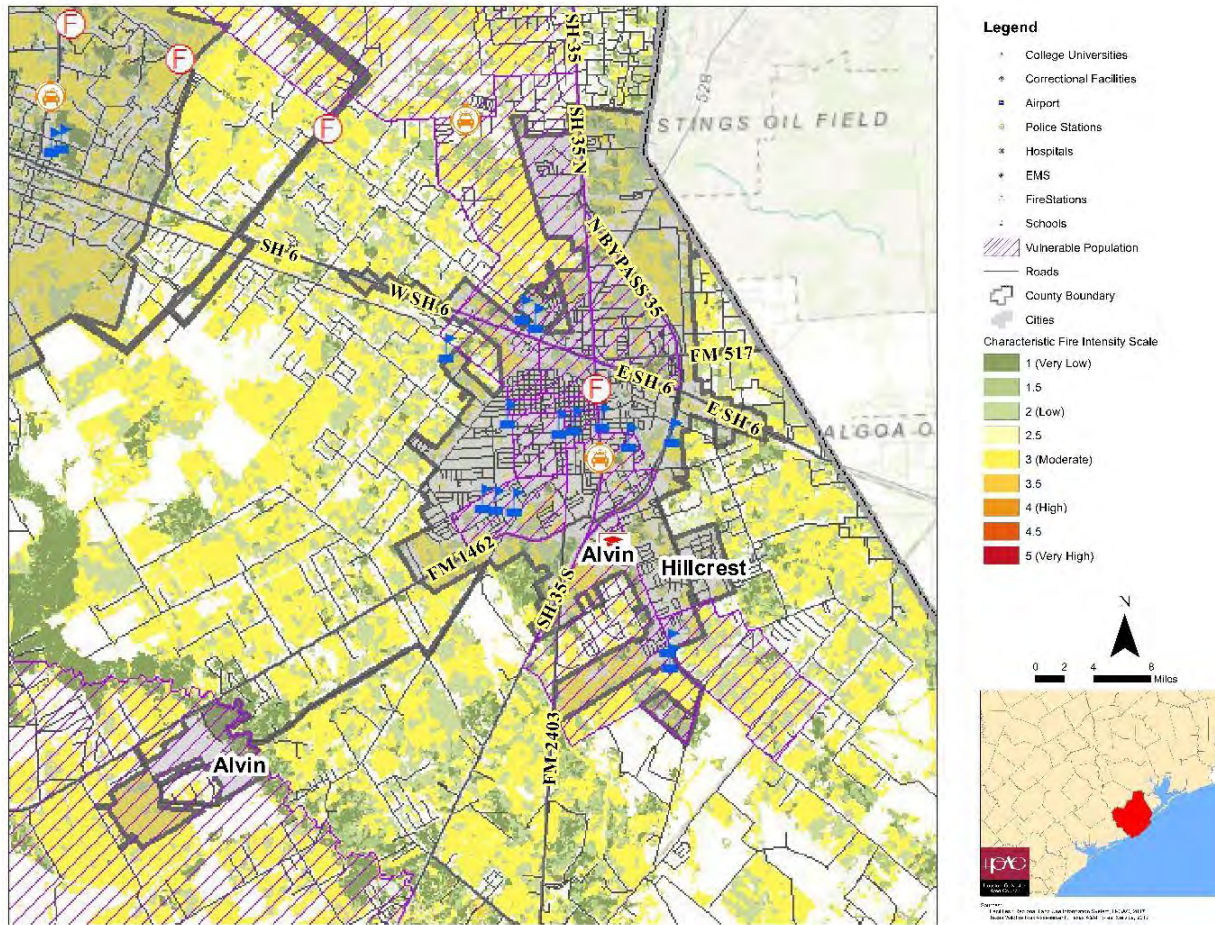 F
F
F
SH 35
528
STINGS OIL FIELD
SH 35 N
N BYPASS 35
SH 6
W SH 6
FM 517
F
E SH 6
E SH 6
ALGOA O
FM 1462
Alvin
Hillcrest
SH 35 S
FM 2403
Alvin
Legend
College Universities
Correctional Facilities
Airport
Police Stations
Hospitals
EMS
FireStations
Schools
Vulnerable Population
Roads
County Boundary
Cities
Characteristic Fire Intensity Scale
1 (Very Low)
1.5
2 (Low)
2.5
3 (Moderate)
3.5
4 (High)
4.5
5 (Very High)
N
0 2 4 8
Miles